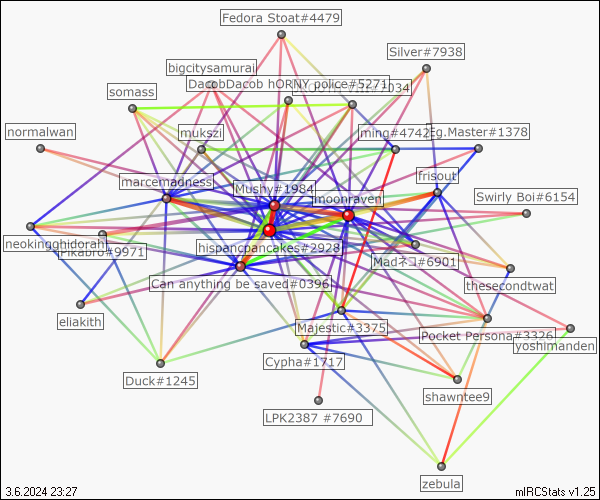 Fedora Stoat#4479
Silver#7938
bigcitysamurai
DacobDacob hORNY police#5271
7034
somass
normalwan
mukszi
ming#4742
Eg.Master#1378
marcemadness
Mushy#1984
moonraven
frisout
Swirly Boi#6154
neokingghidorah
Pikabro#9971
hispancpancakes#2928
Can anything be saved#0396
Madネコ#6901
thesecondtwat
eliakith
Majestic#3375
Pocket Persona#3326
yoshimanden
Cypha#1717
Duck#1245
shawntee9
LPK2387 #7690
zebula
3.6.2024 23:27
mIRCStats v1.25